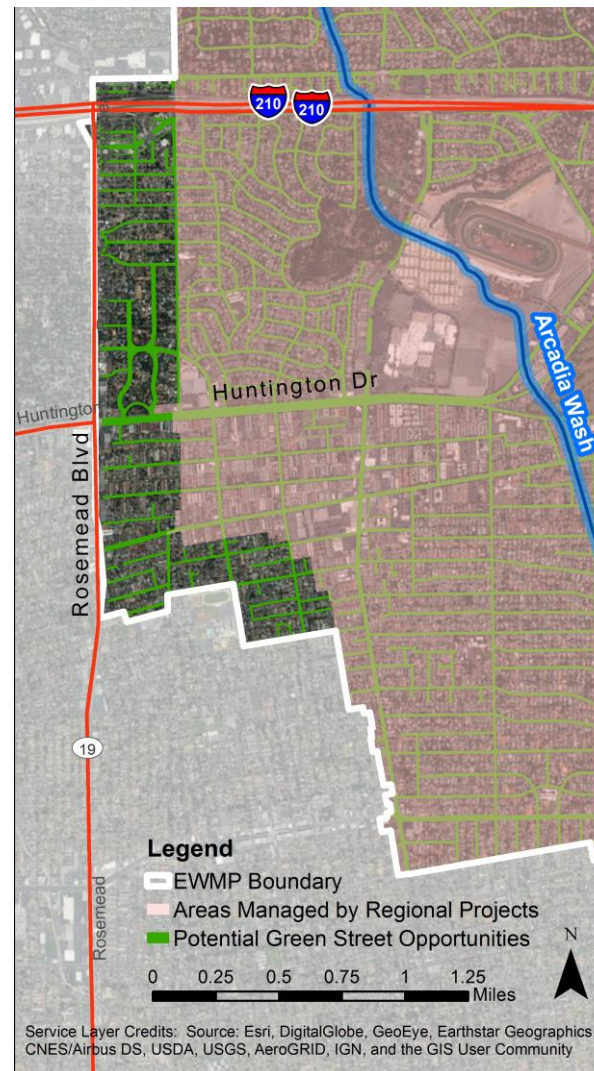 210
210
Arcadia Wash
Huntington Dr
Huntington
Rosemead Blvd
19
Rosemead
Legend
EWMP Boundary
Areas Managed by Regional Projects
Potential Green Street Opportunities
N
0 0.25 0.5 0.75 1 1.25
Miles
Service Layer Credits: Source: Esri, DigitalGlobe, GeoEye, Earthstar Geographics
CNES/Airbus DS, USDA, USGS, AeroGRID, IGN, and the GIS User Community